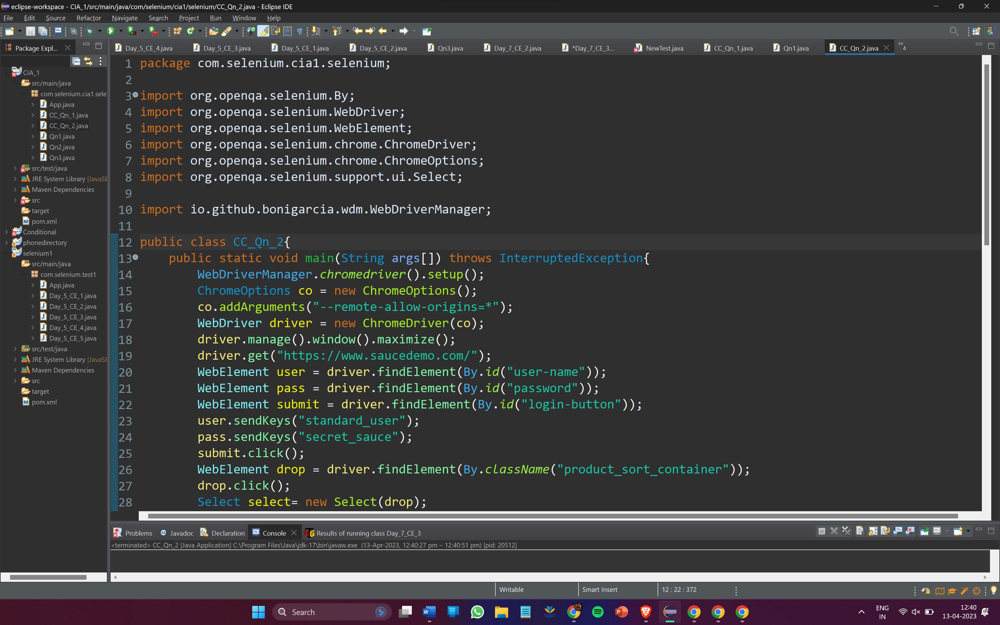 eclipse-workspace - CIA_1/src/main/java/com/selenium/cia1/selenium/CC_Qn_2.java - Eclipse IDE
File Edit Source Refactor Navigate Search Project Run Window Help
Package Expl...
Day_5_CE_4.java Day_5_CE_3.java Day_5_CE_1.java Day_5_CE_2.java Qn3.java Day_7_CE_2.java *Day_7_CE_3... NewTest.java CC_Qn_1.java Qn1.java CC_Qn_2.java »4
CIA_1
src/main/java
com.selenium.cia1.sele
App.java
CC_Qn_1.java
CC_Qn_2.java
Qn1.java
Qn2.java
Qn3.java
src/test/java
JRE System Library [JavaSE
Maven Dependencies
src
target
pom.xml
Conditional
phonedirectory
selenium1
src/main/java
com.selenium.test1
App.java
Day_5_CE_1.java
Day_5_CE_2.java
Day_5_CE_3.java
Day_5_CE_4.java
Day_5_CE_5.java
src/test/java
JRE System Library [JavaSE
Maven Dependencies
src
target
pom.xml
1 package com.selenium.cia1.selenium;
2
3 import org.openqa.selenium.By;
4 import org.openqa.selenium.WebDriver;
5 import org.openqa.selenium.WebElement;
6 import org.openqa.selenium.chrome.ChromeDriver;
7 import org.openqa.selenium.chrome.ChromeOptions;
8 import org.openqa.selenium.support.ui.Select;
9
10 import io.github.bonigarcia.wdm.WebDriverManager;
11
12 public class CC_Qn_2{
13 public static void main(String args[]) throws InterruptedException{
14 WebDriverManager.chromedriver().setup();
15 ChromeOptions co = new ChromeOptions();
16 co.addArguments("--remote-allow-origins=*");
17 WebDriver driver = new ChromeDriver(co);
18 driver.manage().window().maximize();
19 driver.get("https://www.saucedemo.com/");
20 WebElement user = driver.findElement(By.id("user-name"));
21 WebElement pass = driver.findElement(By.id("password"));
22 WebElement submit = driver.findElement(By.id("login-button"));
23 user.sendKeys("standard_user");
24 pass.sendKeys("secret_sauce");
25 submit.click();
26 WebElement drop = driver.findElement(By.className("product_sort_container"));
27 drop.click();
28 Select select= new Select(drop);
Problems Javadoc Declaration Console Results of running class Day_7_CE_3
<terminated> CC_Qn_2 [Java Application] C:\Program Files\Java\jdk-17\bin\javaw.exe (13-Apr-2023, 12:40:27 pm – 12:40:51 pm) [pid: 20512]
Writable Smart Insert 12 : 22 : 372
Search
ENG
IN
12:40
13-04-2023